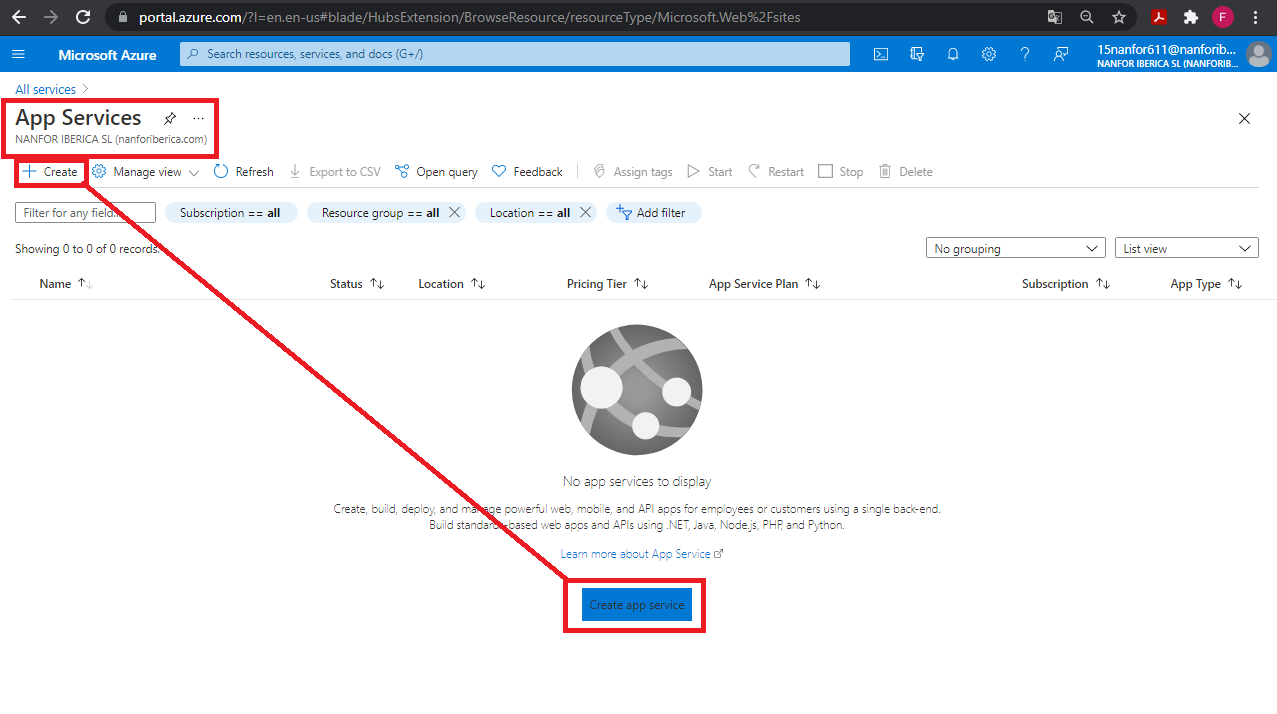 portal.azure.com/?l=en.en-us#blade/HubsExtension/BrowseResource/resourceType/Microsoft.Web%2Fsites
F
Microsoft Azure
Search resources, services, and docs (G+/)
15nanfor611@nanforib...
NANFOR IBERICA SL (NANFORIB...
All services
App Services
...
NANFOR IBERICA SL (nanforiberica.com)
Create Manage view Refresh Export to CSV Open query Feedback Assign tags Start Restart Stop Delete
Filter for any field... Subscription == all Resource group == all Location == all Add filter
Showing 0 to 0 of 0 records. No grouping List view
Name Status Location Pricing Tier App Service Plan Subscription App Type
No app services to display
Create, build, deploy, and manage powerful web, mobile, and API apps for employees or customers using a single back-end.
Build standards-based web apps and APIs using .NET, Java, Node.js, PHP, and Python.
Learn more about App Service
Create app service